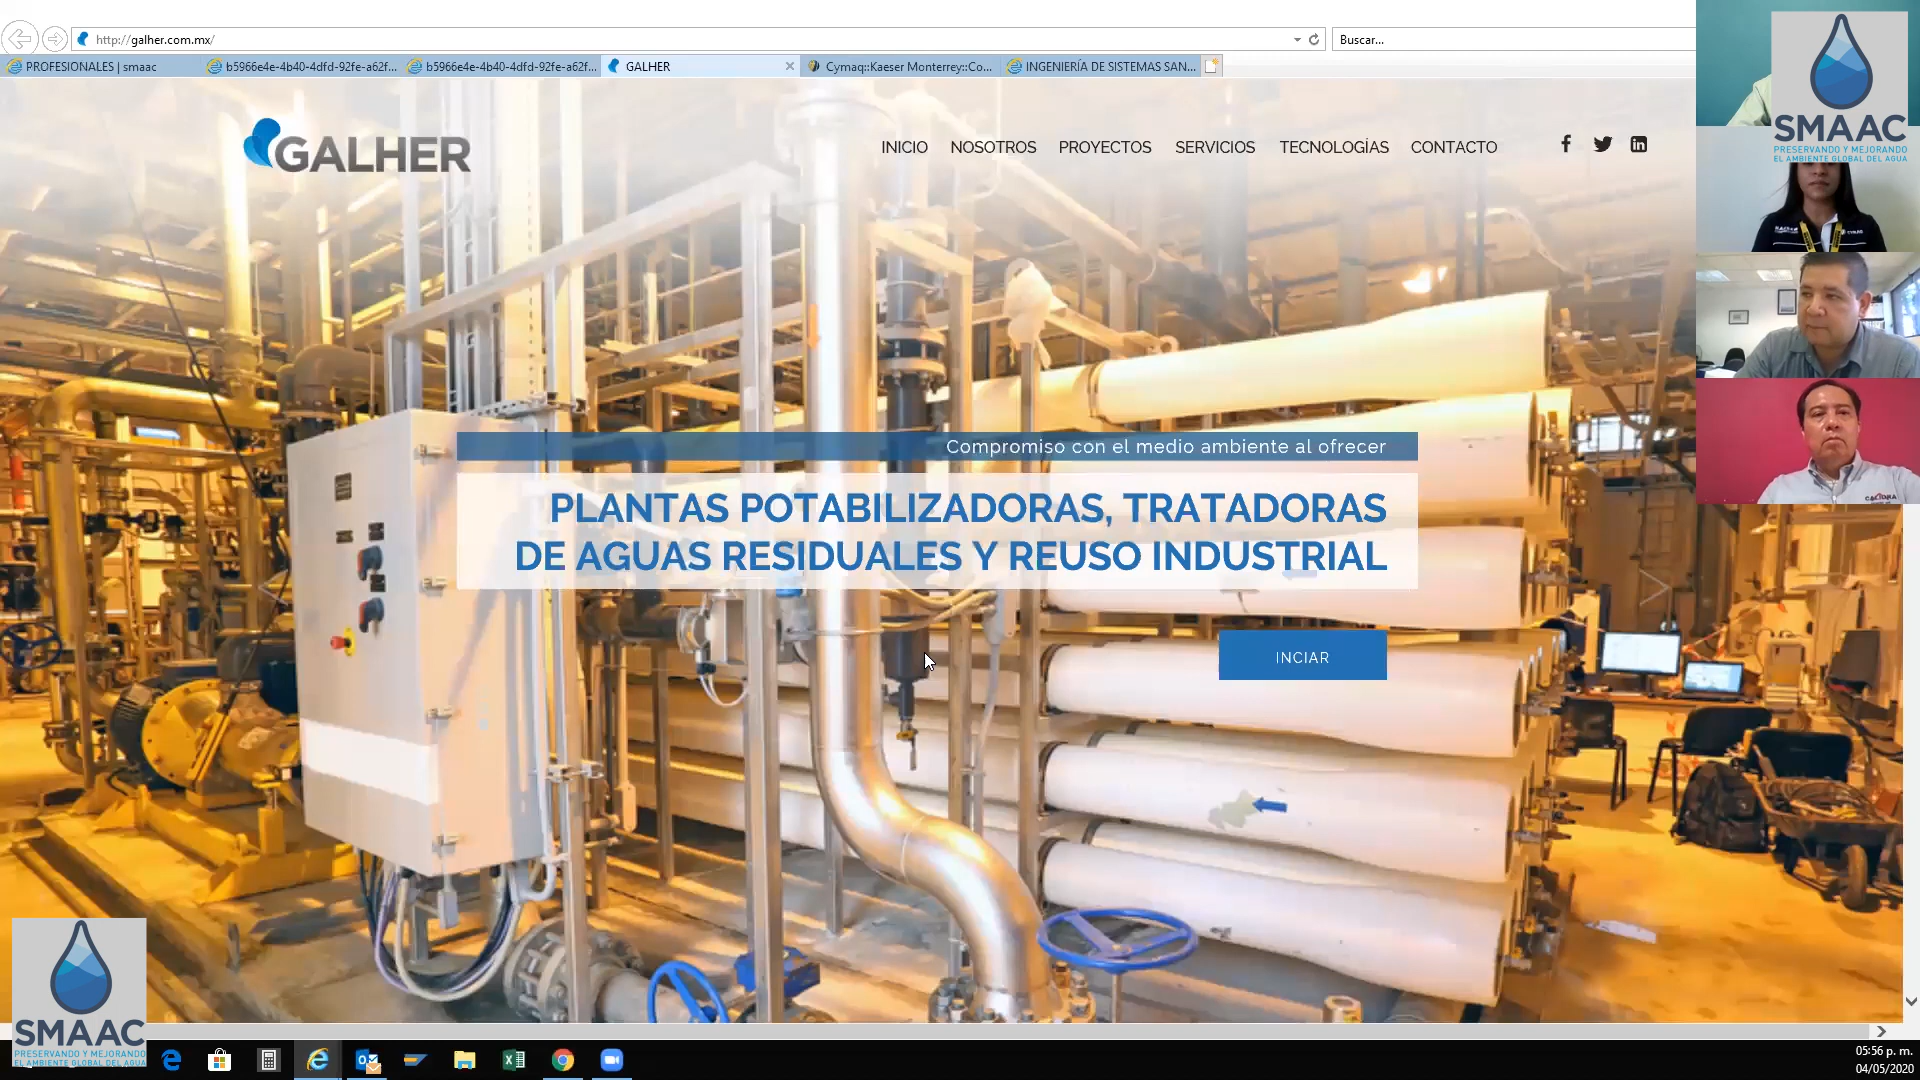 http://galher.com.mx/
Buscar...
PROFESIONALES | smaac
b5966e4e-4b40-4dfd-92fe-a62f...
b5966e4e-4b40-4dfd-92fe-a62f...
GALHER
Cymaq::Kaeser Monterrey::Co...
INGENIERÍA DE SISTEMAS SAN...
GALHER
INICIO NOSOTROS PROYECTOS SERVICIOS TECNOLOGÍAS CONTACTO
SMAAC
PRESERVANDO Y MEJORANDO
EL AMBIENTE GLOBAL DEL AGUA
Compromiso con el medio ambiente al ofrecer
PLANTAS POTABILIZADORAS, TRATADORAS
DE AGUAS RESIDUALES Y REUSO INDUSTRIAL
INCIAR
SMAAC
PRESERVANDO Y MEJORANDO
EL AMBIENTE GLOBAL DEL AGUA
05:56 p. m.
04/05/2020